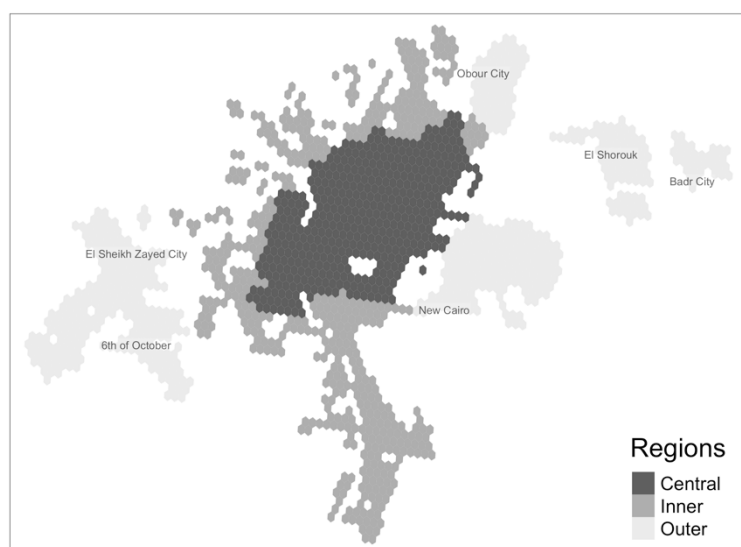 Obour City
El Shorouk
Badr City
El Sheikh Zayed City
New Cairo
6th of October
Regions
Central
Inner
Outer